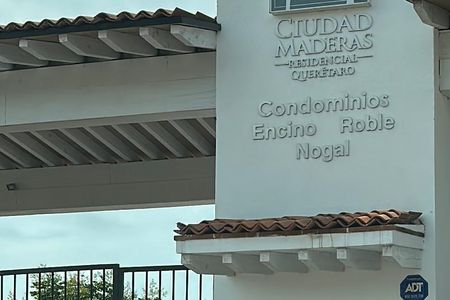 CIUDAD
MADERAS
RESIDENCIAL
QUERÉTARO
Condominios
Encino Roble
Nogal
ADT